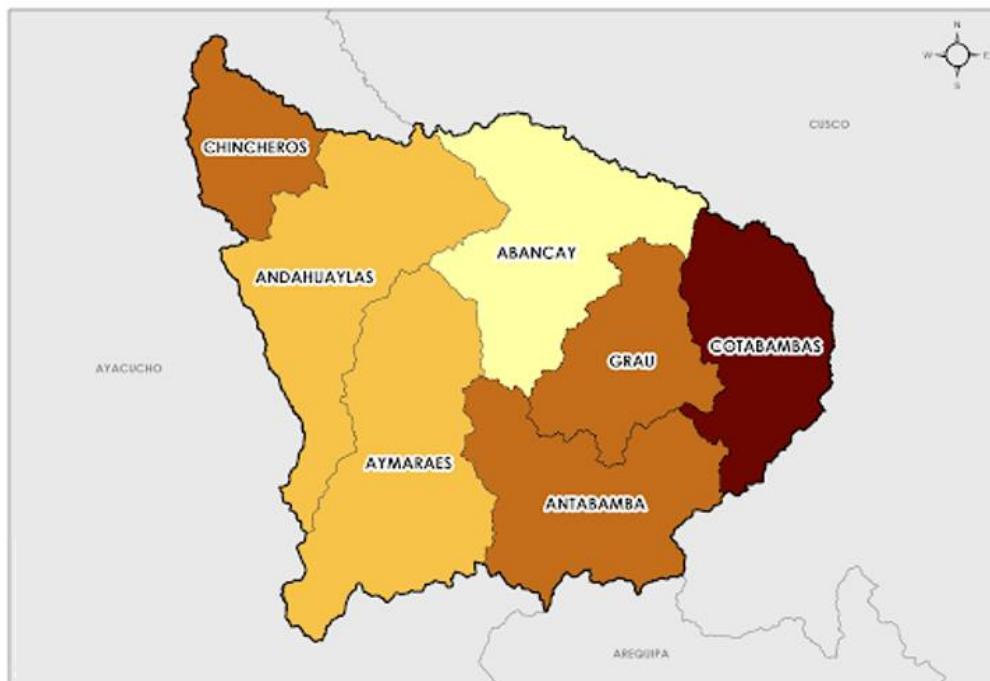 N
W E
S
CUSCO
CHINCHEROS
ABANCAY
ANDAHUAYLAS
COTABAMBAS
GRAU
AYACUCHO
AYMARAES
ANTABAMBA
AREQUIPA